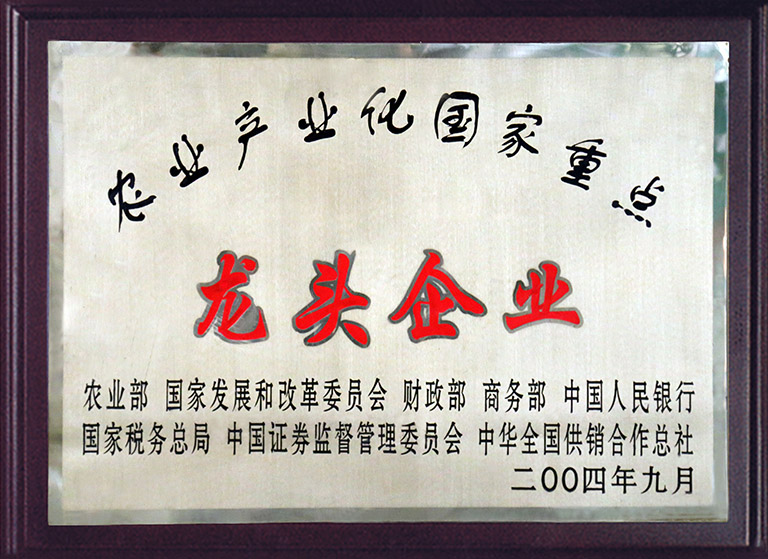 农业产业化国家重点
龙头企业
农业部 国家发展和改革委员会 财政部 商务部 中国人民银行
国家税务总局 中国证券监督管理委员会 中华全国供销合作总社
二〇〇四年九月